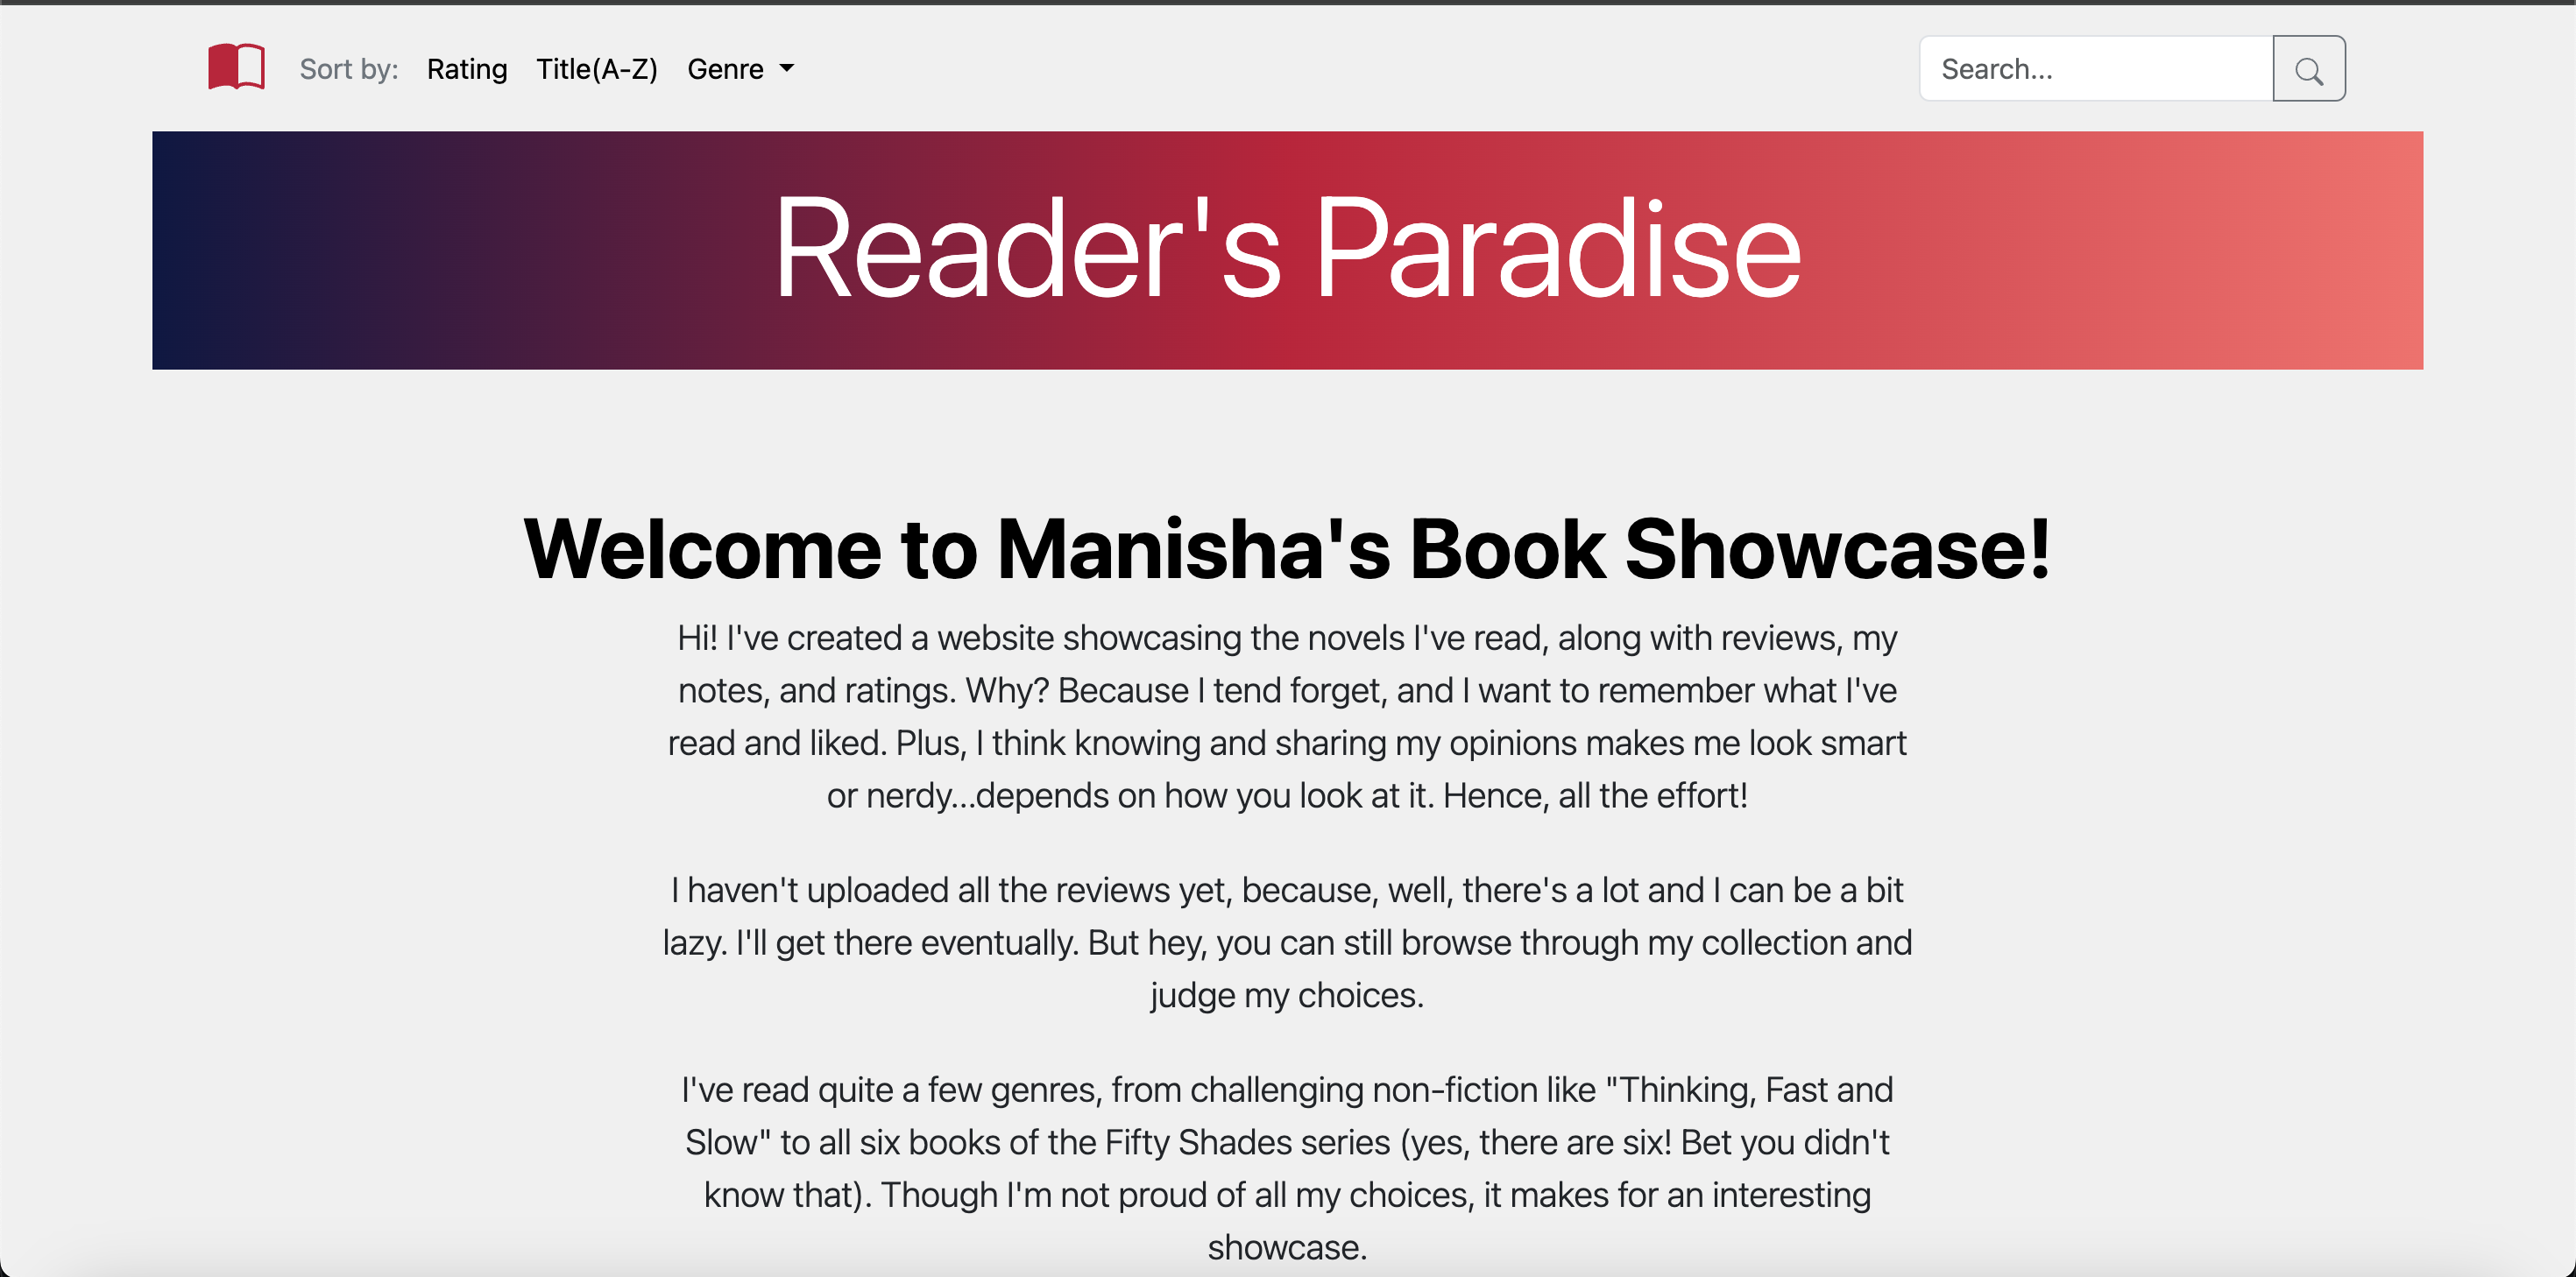 Sort by: Rating Title(A-Z) Genre Search...
Reader's Paradise
Welcome to Manisha's Book Showcase!
Hi! I've created a website showcasing the novels I've read, along with reviews, my
notes, and ratings. Why? Because I tend forget, and I want to remember what I've
read and liked. Plus, I think knowing and sharing my opinions makes me look smart
or nerdy...depends on how you look at it. Hence, all the effort!
I haven't uploaded all the reviews yet, because, well, there's a lot and I can be a bit
lazy. I'll get there eventually. But hey, you can still browse through my collection and
judge my choices.
I've read quite a few genres, from challenging non-fiction like "Thinking, Fast and
Slow" to all six books of the Fifty Shades series (yes, there are six! Bet you didn't
know that). Though I'm not proud of all my choices, it makes for an interesting
showcase.